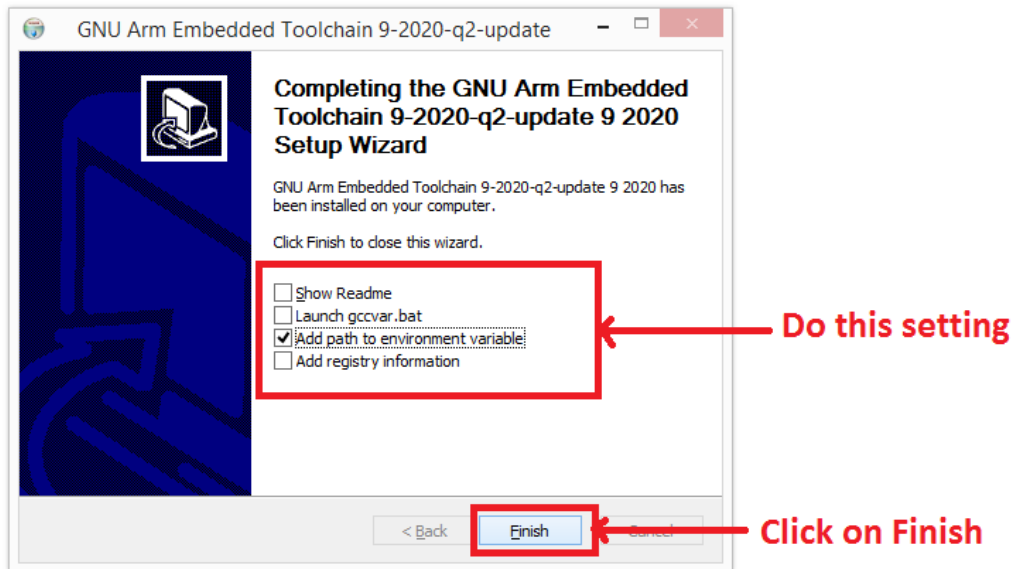 GNU Arm Embedded Toolchain 9-2020-q2-update
Completing the GNU Arm Embedded
Toolchain 9-2020-q2-update 9 2020
Setup Wizard
GNU Arm Embedded Toolchain 9-2020-q2-update 9 2020 has
been installed on your computer.
Click Finish to close this wizard.
Show Readme
Launch gccvar.bat
Add path to environment variable
Add registry information
Do this setting
< Back
Finish
Cancel
Click on Finish